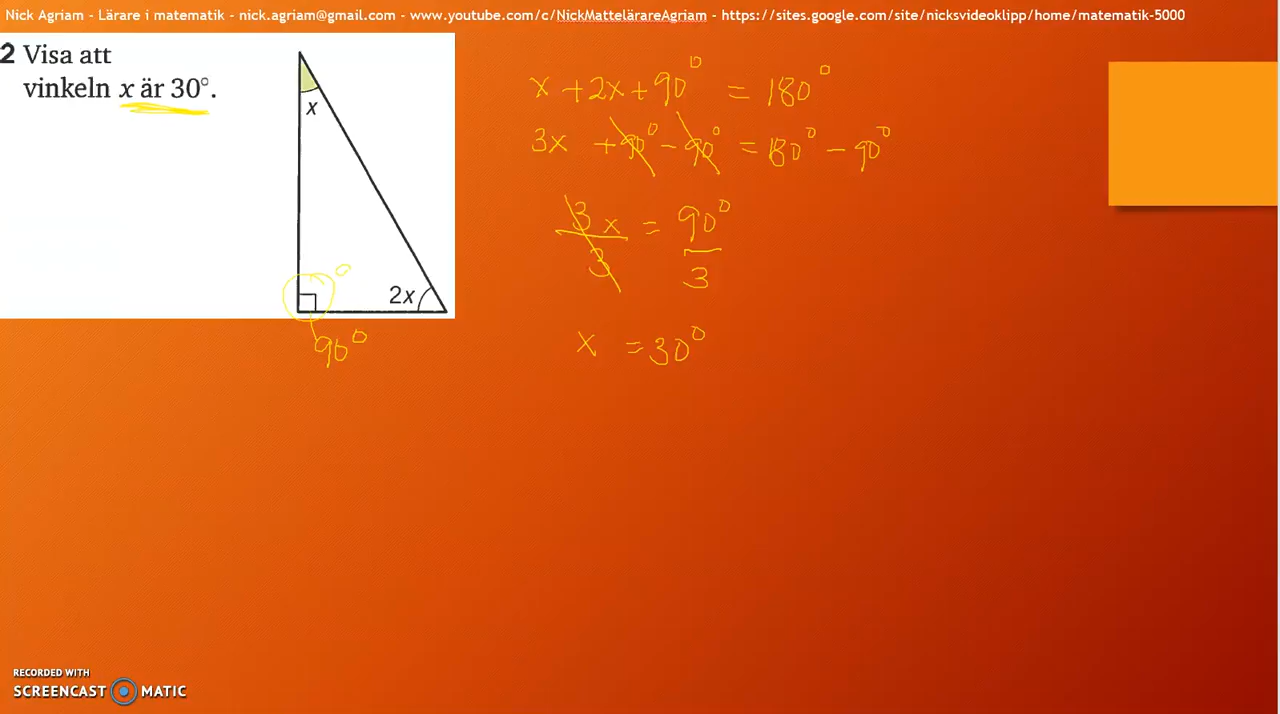 Nick Agriam - Lärare i matematik - nick.agriam@gmail.com - www.youtube.com/c/NickMattelärareAgriam - https://sites.google.com/site/nicksvideoklipp/home/matematik-5000
2 Visa att
vinkeln x är 30°.
x
2x
90°
x + 2x + 90° = 180°
3x + 90° - 90° = 180° - 90°
3x = 90°
3 3
x = 30°
RECORDED WITH
SCREENCAST MATIC